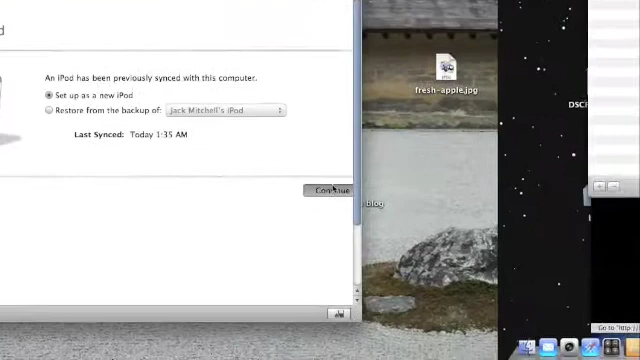 d
An iPod has been previously synced with this computer.
Set up as a new iPod
Restore from the backup of: Jack Mitchell's iPod
Last Synced: Today 1:35 AM
Continue
fresh-apple.jpg
DSCi
blog
Go to "http://